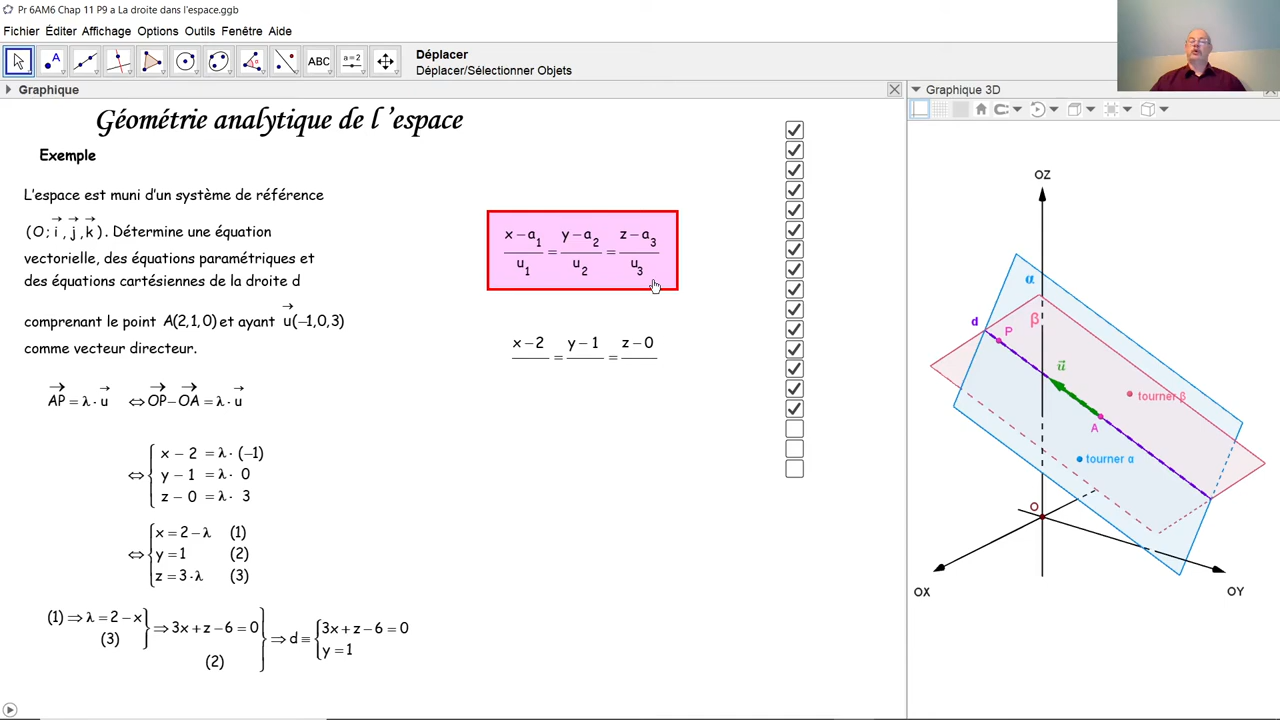 Pr 6AM6 Chap 11 P9 a La droite dans l'espace.ggb
Fichier Éditer Affichage Options Outils Fenêtre Aide
A
ABC
a=2
Déplacer
Déplacer/Sélectionner Objets
Graphique
Graphique 3D
Géométrie analytique de l 'espace
Exemple
L'espace est muni d'un système de référence
(O; i⃗, j⃗, k⃗). Détermine une équation
vectorielle, des équations paramétriques et
des équations cartésiennes de la droite d
comprenant le point A(2,1,0) et ayant u⃗(−1,0,3)
comme vecteur directeur.
AP⃗ = λ· u⃗ ⇔ OP⃗ − OA⃗ = λ· u⃗
⇔ { x − 2 = λ· (−1)
y − 1 = λ· 0
z − 0 = λ· 3
⇔ { x = 2 − λ (1)
y = 1 (2)
z = 3·λ (3)
(1) ⇒ λ = 2 − x
(3) } ⇒ 3x + z − 6 = 0
(2) } ⇒ d ≡ { 3x + z − 6 = 0
y = 1
x − a₁ / u₁ = y − a₂ / u₂ = z − a₃ / u₃
x − 2 / = y − 1 / = z − 0 /
OZ
α
β
d
P
u⃗
tourner β
A
tourner α
O
OX
OY